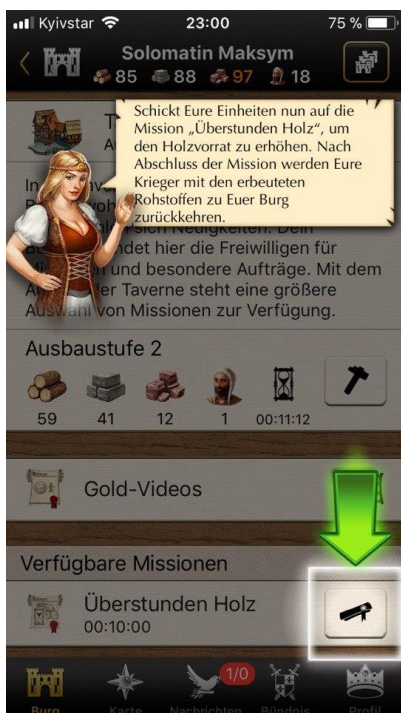 Kyivstar 23:00 75 %
Solomatin Maksym
85 88 97 18
Schickt Eure Einheiten nun auf die
Mission „Überstunden Holz“, um
den Holzvorrat zu erhöhen. Nach
Abschluss der Mission werden Eure
Krieger mit den erbeuteten
Rohstoffen zu Euer Burg
zurückkehren.
det hier die Freiwilligen für
und besondere Aufträge. Mit dem
der Taverne steht eine größere
Auswahl von Missionen zur Verfügung.
Ausbaustufe 2
59 41 12 1 00:11:12
Gold-Videos
Verfügbare Missionen
Überstunden Holz
00:10:00
1/0
Burg Karte Nachrichten Bündnis Profil